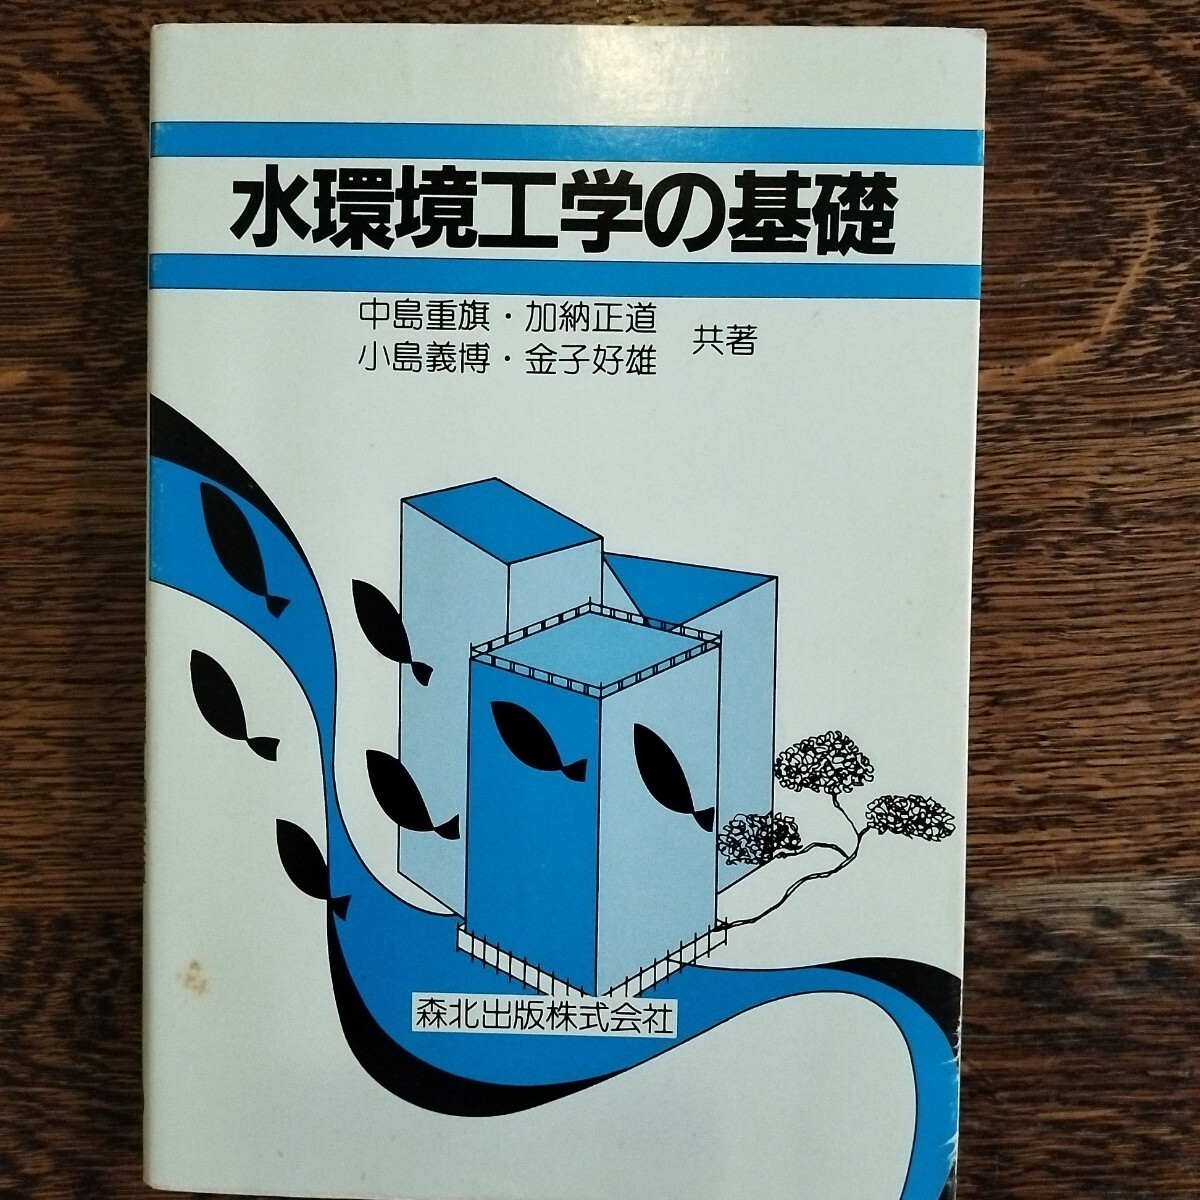 水環境工学の基礎
中島重旗・加納正道
小島義博・金子好雄
共著
森北出版株式会社